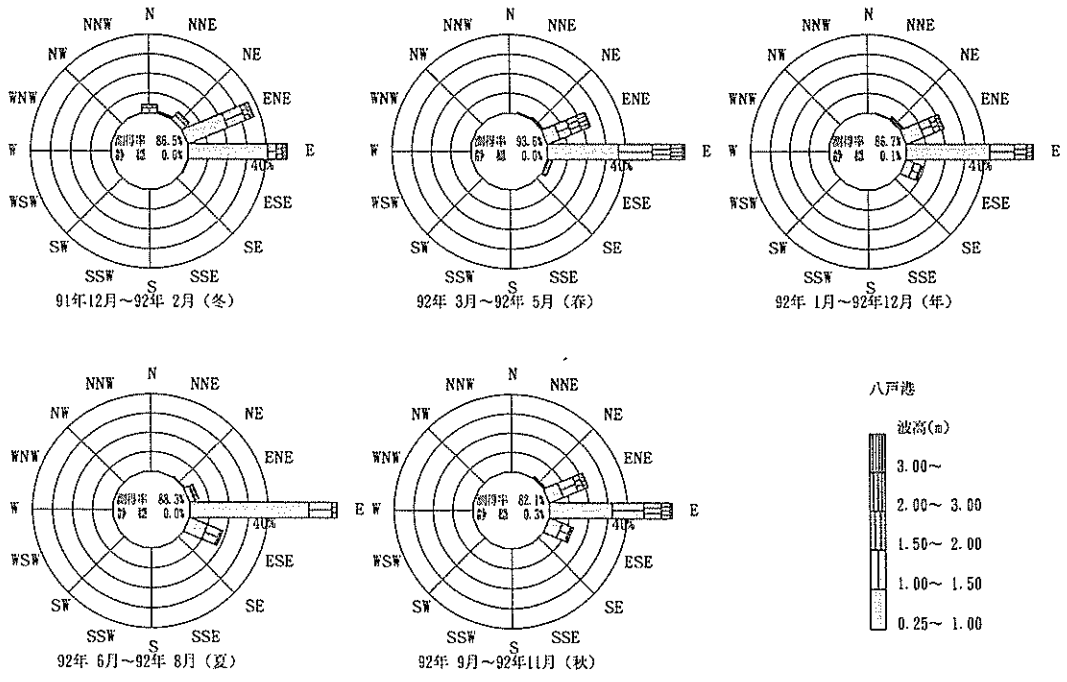 N
NNW
NNE
NW
NE
WNW
ENE
測得率 86.5%
静 穏 0.0%
W
E
40%
WSW
ESE
SW
SE
SSW
SSE
S
91年12月～92年 2月（冬）
N
NNW
NNE
NW
NE
WNW
ENE
測得率 93.6%
静 穏 0.0%
W
E
40%
WSW
ESE
SW
SE
SSW
SSE
S
92年 3月～92年 5月（春）
N
NNW
NNE
NW
NE
WNW
ENE
測得率 86.7%
静 穏 0.1%
W
E
40%
WSW
ESE
SW
SE
SSW
SSE
S
92年 1月～92年12月（年）
N
NNW
NNE
NW
NE
WNW
ENE
測得率 83.3%
静 穏 0.0%
W
E
40%
WSW
ESE
SW
SE
SSW
SSE
S
92年 6月～92年 8月（夏）
N
NNW
NNE
NW
NE
WNW
ENE
測得率 82.1%
静 穏 0.3%
W
E
40%
WSW
ESE
SW
SE
SSW
SSE
S
92年 9月～92年11月（秋）
八戸港
波高(m)
3.00～
2.00～ 3.00
1.50～ 2.00
1.00～ 1.50
0.25～ 1.00